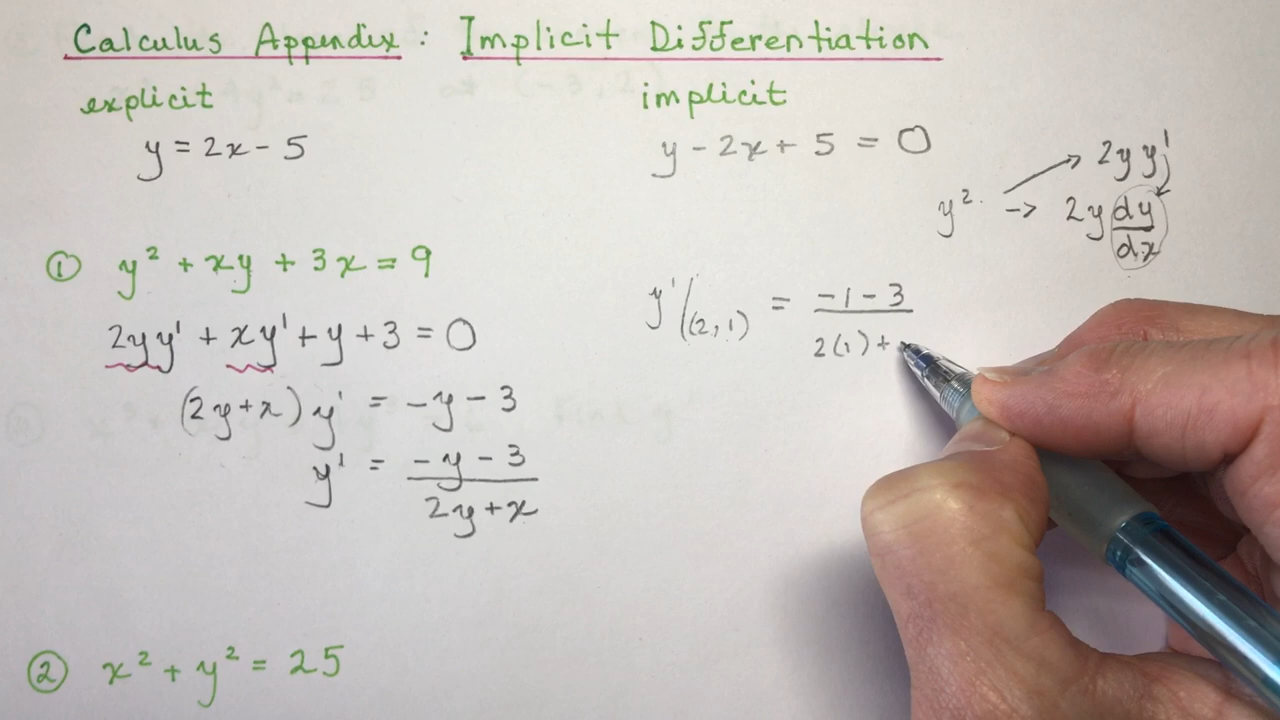 Calculus Appendix : Implicit Differentiation
explicit
y = 2x - 5
implicit
y - 2x + 5 = 0
y² → 2y y'
→ 2y dy/dx
① y² + xy + 3x = 9
2yy' + xy' + y + 3 = 0
(2y+x) y' = -y - 3
y' = (-y - 3)/(2y+x)
y'|(2,1) = (-1 - 3)/(2(1)+
② x² + y² = 25